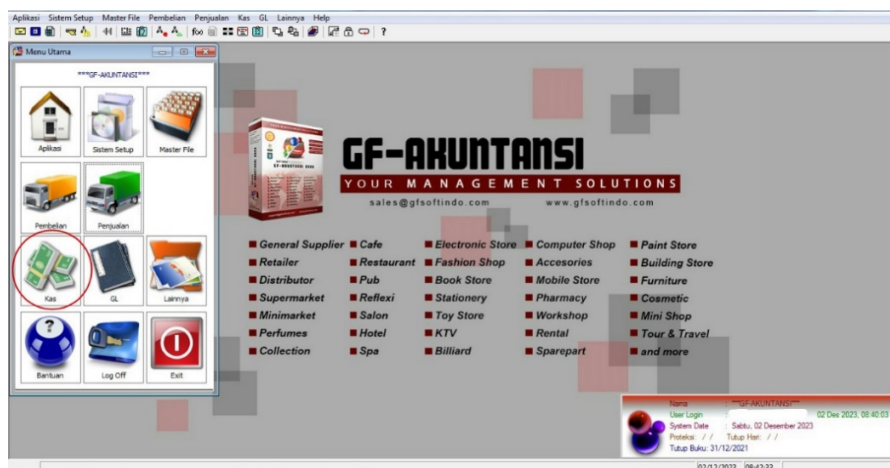 Aplikasi Sistem Setup Master File Pembelian Penjualan Kas GL Lainnya Help
f(x)
?
Menu Utama
***GF-AKUNTANSI***
Aplikasi Sistem Setup Master File
Pembelian Penjualan
Kas GL Lainnya
?
Bantuan Log Off Exit
GF-AKUNTANSI
YOUR MANAGEMENT SOLUTIONS
sales@gfsoftindo.com www.gfsoftindo.com
General Supplier Cafe Electronic Store Computer Shop Paint Store
Retailer Restaurant Fashion Shop Accesories Building Store
Distributor Pub Book Store Mobile Store Furniture
Supermarket Reflexi Stationery Pharmacy Cosmetic
Minimarket Salon Toy Store Workshop Mini Shop
Perfumes Hotel KTV Rental Tour & Travel
Collection Spa Billiard Sparepart and more
Nama : ***GF-AKUNTANSI***
User Login : 02 Des 2023, 08:40:03
System Date : Sabtu, 02 Desember 2023
Proteksi: / / Tutup Hari: / /
Tutup Buku: 31/12/2021
02/12/2023 08:42:33